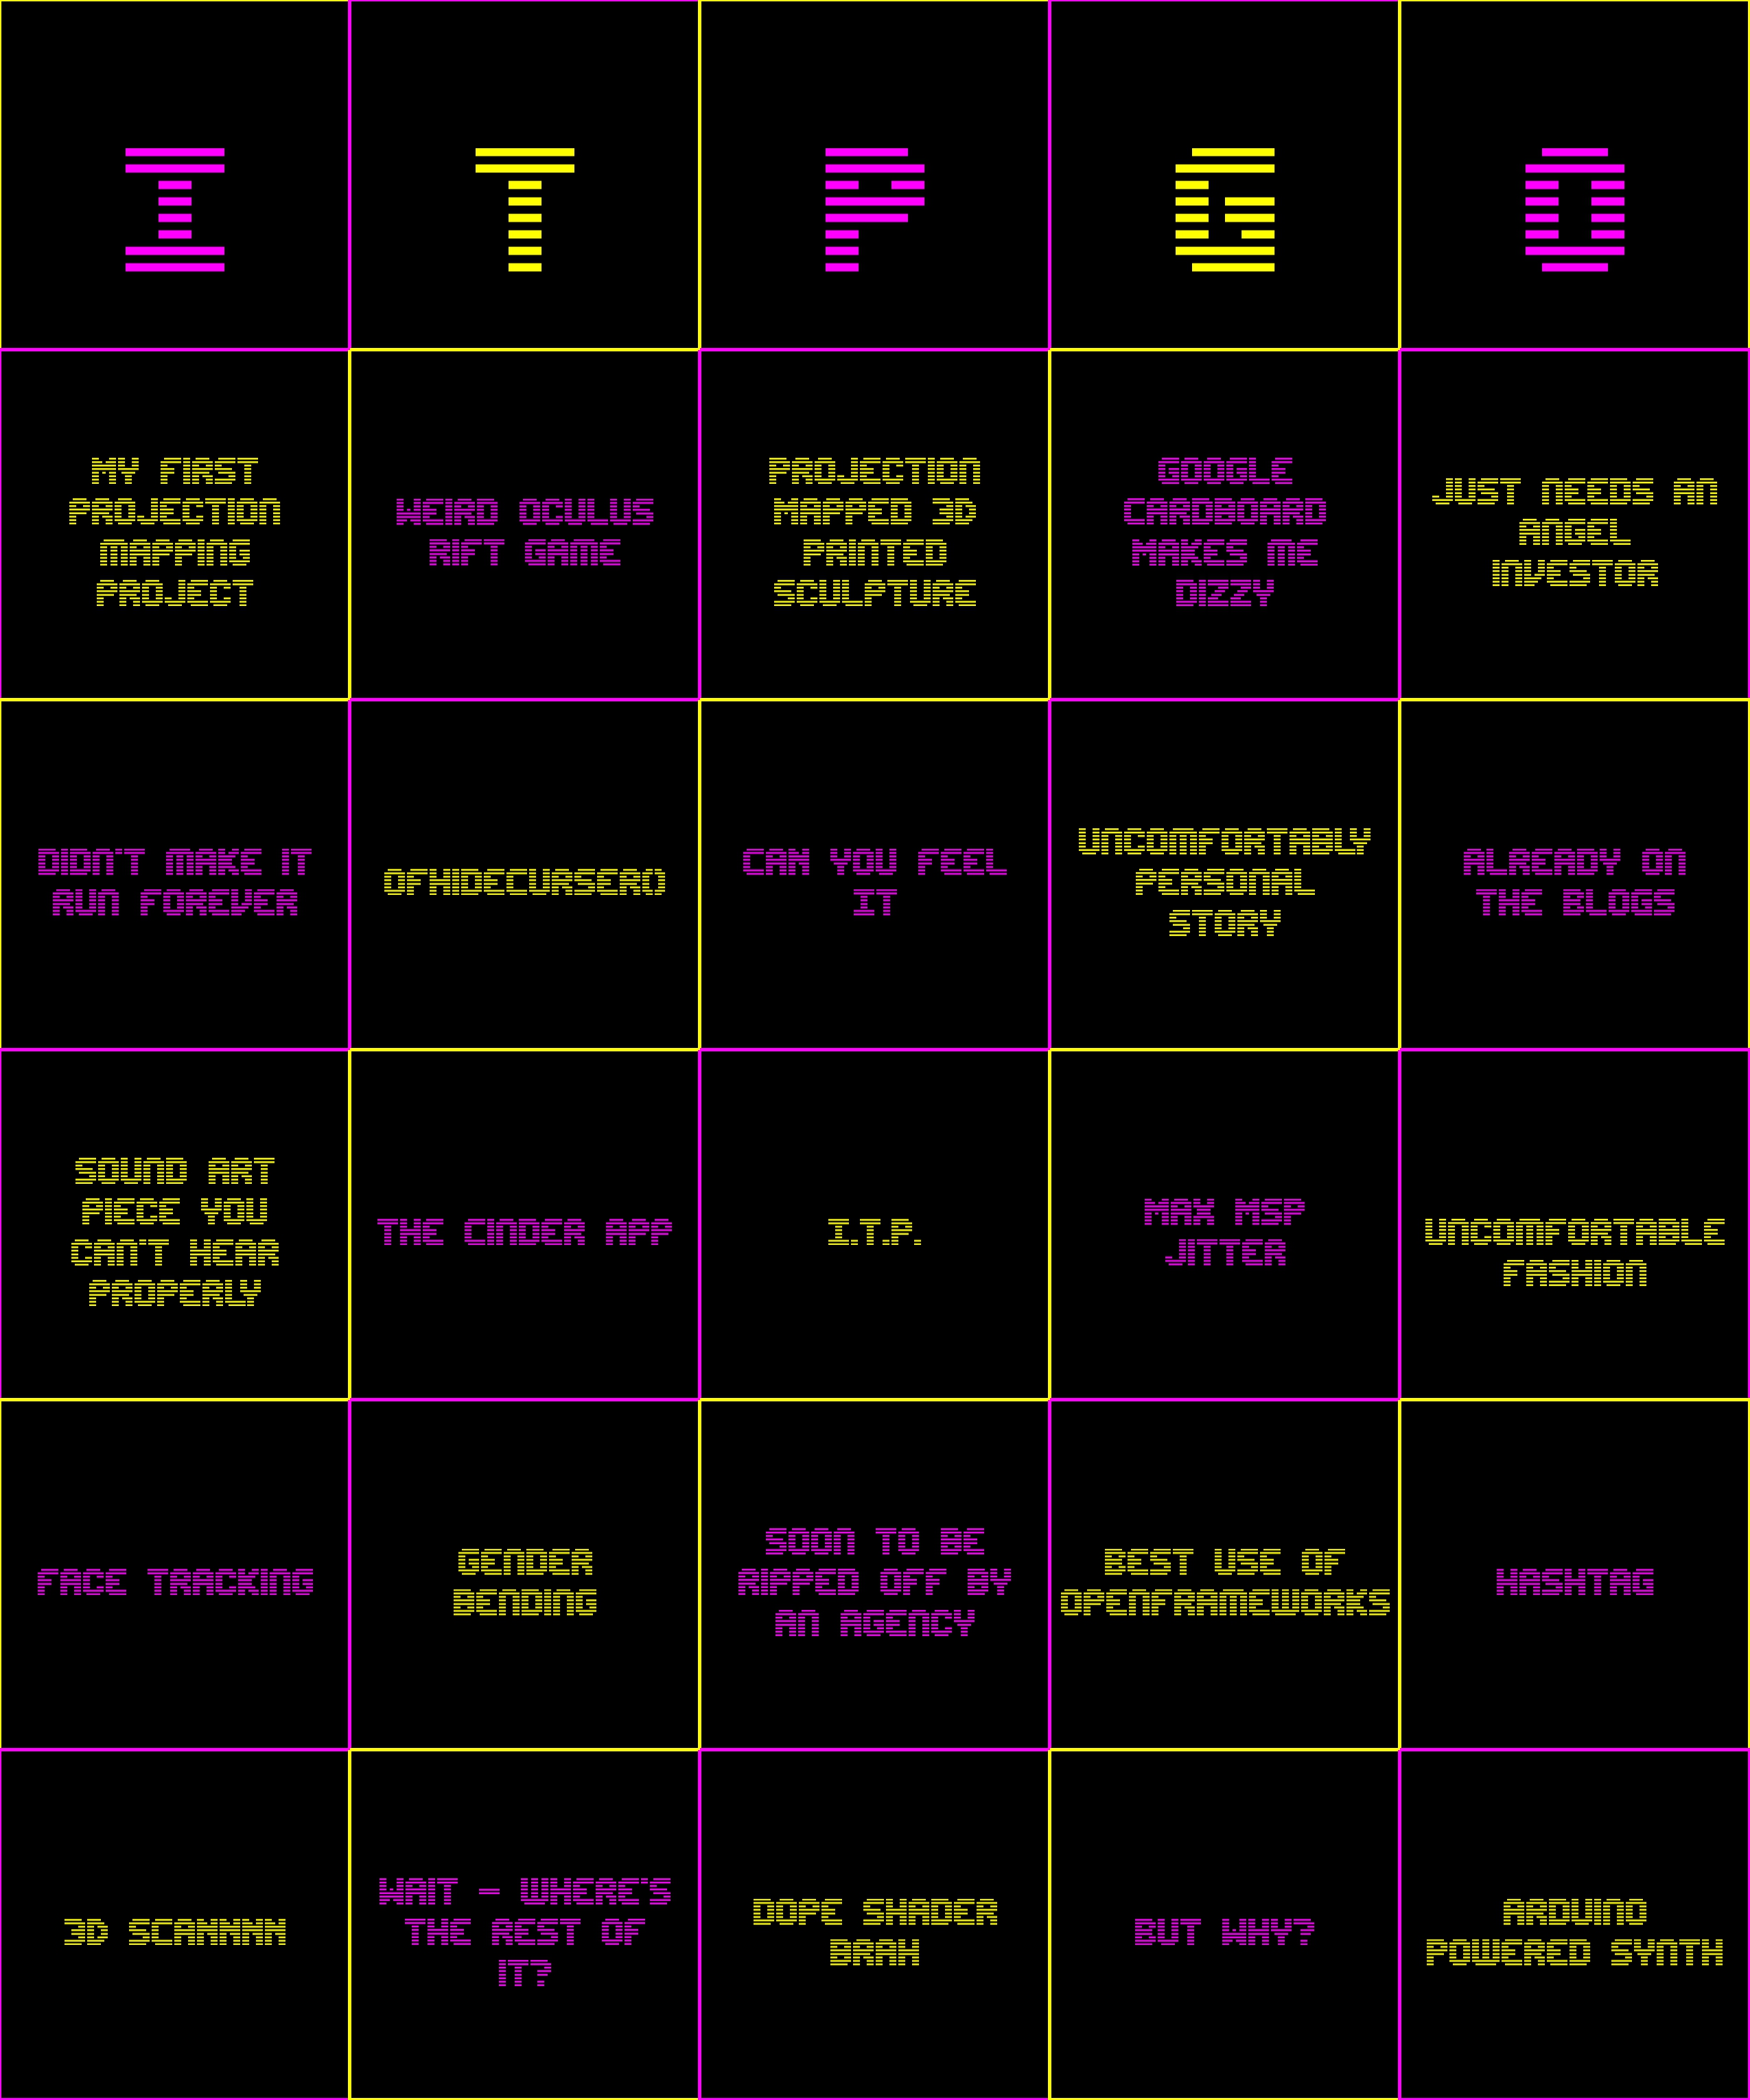 I T P G O
MY FIRST
PROJECTION
MAPPING
PROJECT
WEIRD OCULUS
RIFT GAME
PROJECTION
MAPPED 3D
PRINTED
SCULPTURE
GOOGLE
CARDBOARD
MAKES ME
DIZZY
JUST NEEDS AN
ANGEL
INVESTOR
DIDN'T MAKE IT
RUN FOREVER
OFHIDECURSER()
CAN YOU FEEL
IT
UNCOMFORTABLY
PERSONAL
STORY
ALREADY ON
THE BLOGS
SOUND ART
PIECE YOU
CAN'T HEAR
PROPERLY
THE CINDER APP
I.T.P.
MAX MSP
JITTER
UNCOMFORTABLE
FASHION
FACE TRACKING
GENDER
BENDING
SOON TO BE
RIPPED OFF BY
AN AGENCY
BEST USE OF
OPENFRAMEWORKS
HASHTAG
3D SCANNNN
WAIT – WHERE'S
THE REST OF
IT?
DOPE SHADER
BRAH
BUT WHY?
ARDUINO
POWERED SYNTH